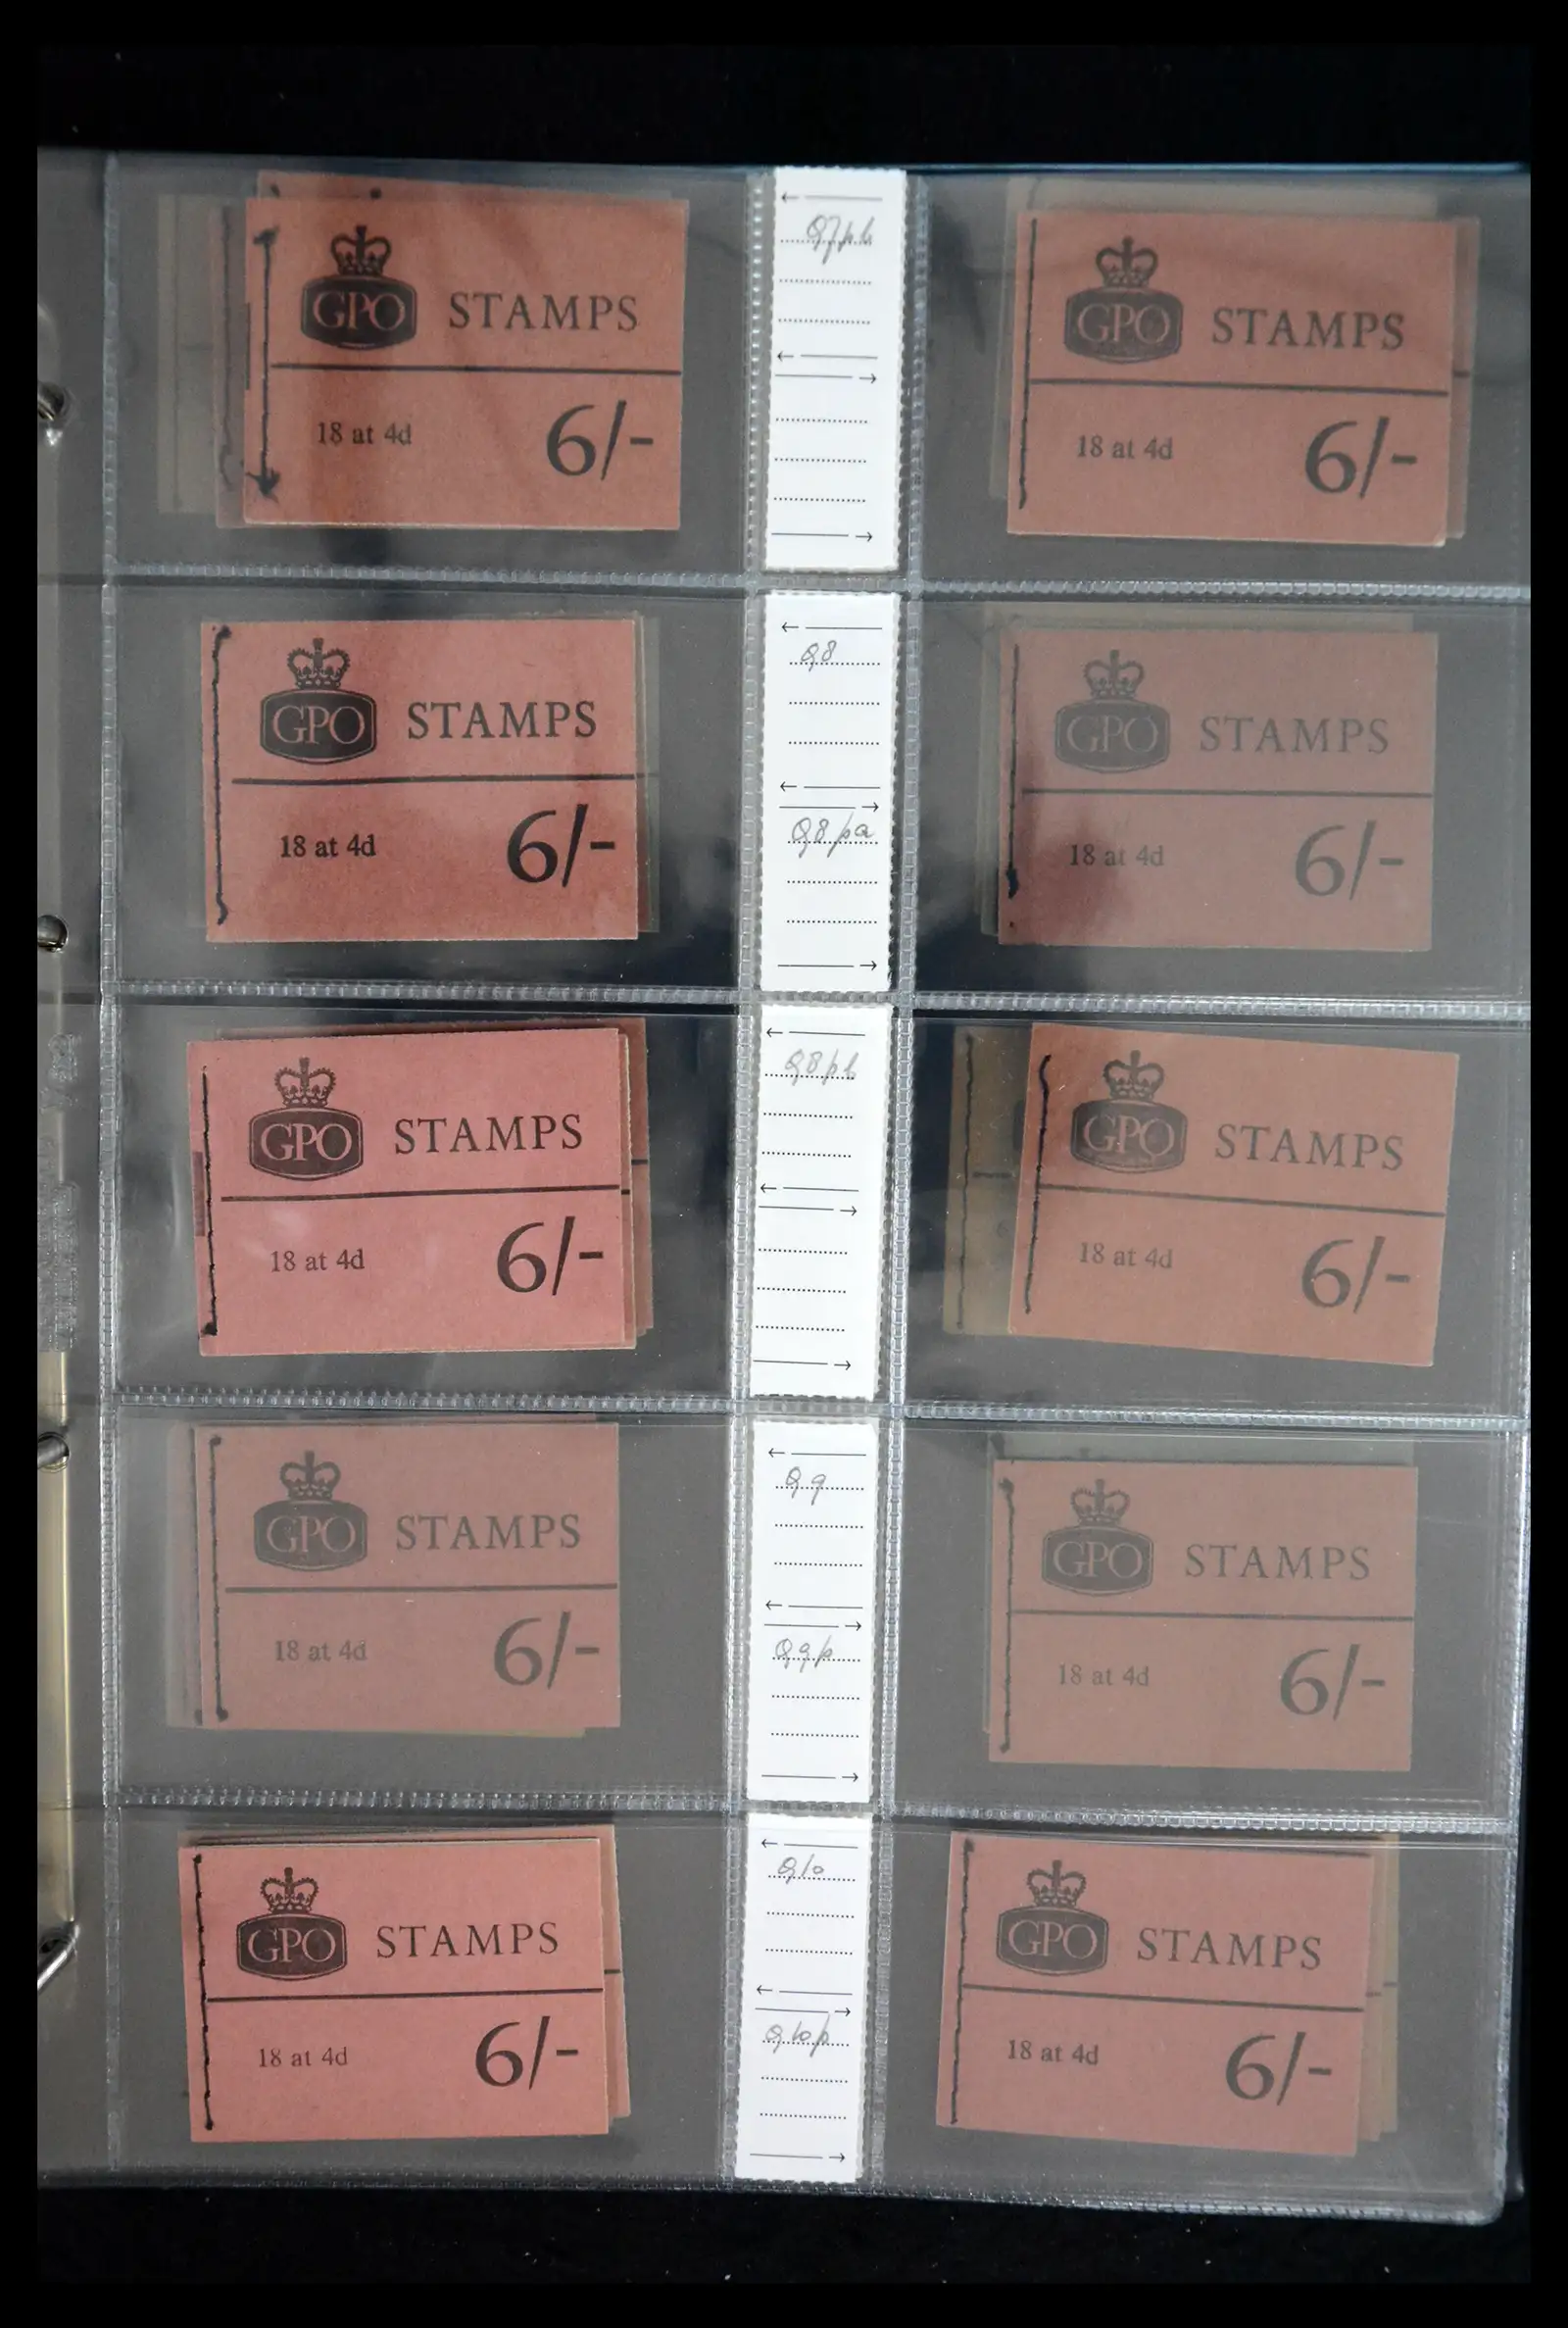 GPO STAMPS
18 at 4d 6/-
Q7pb
GPO STAMPS
18 at 4d 6/-
GPO STAMPS
18 at 4d 6/-
Q8
Q8pa
GPO STAMPS
18 at 4d 6/-
GPO STAMPS
18 at 4d 6/-
Q8pb
GPO STAMPS
18 at 4d 6/-
GPO STAMPS
18 at 4d 6/-
Q9
Q9p
GPO STAMPS
18 at 4d 6/-
GPO STAMPS
18 at 4d 6/-
Q10
Q10p
GPO STAMPS
18 at 4d 6/-